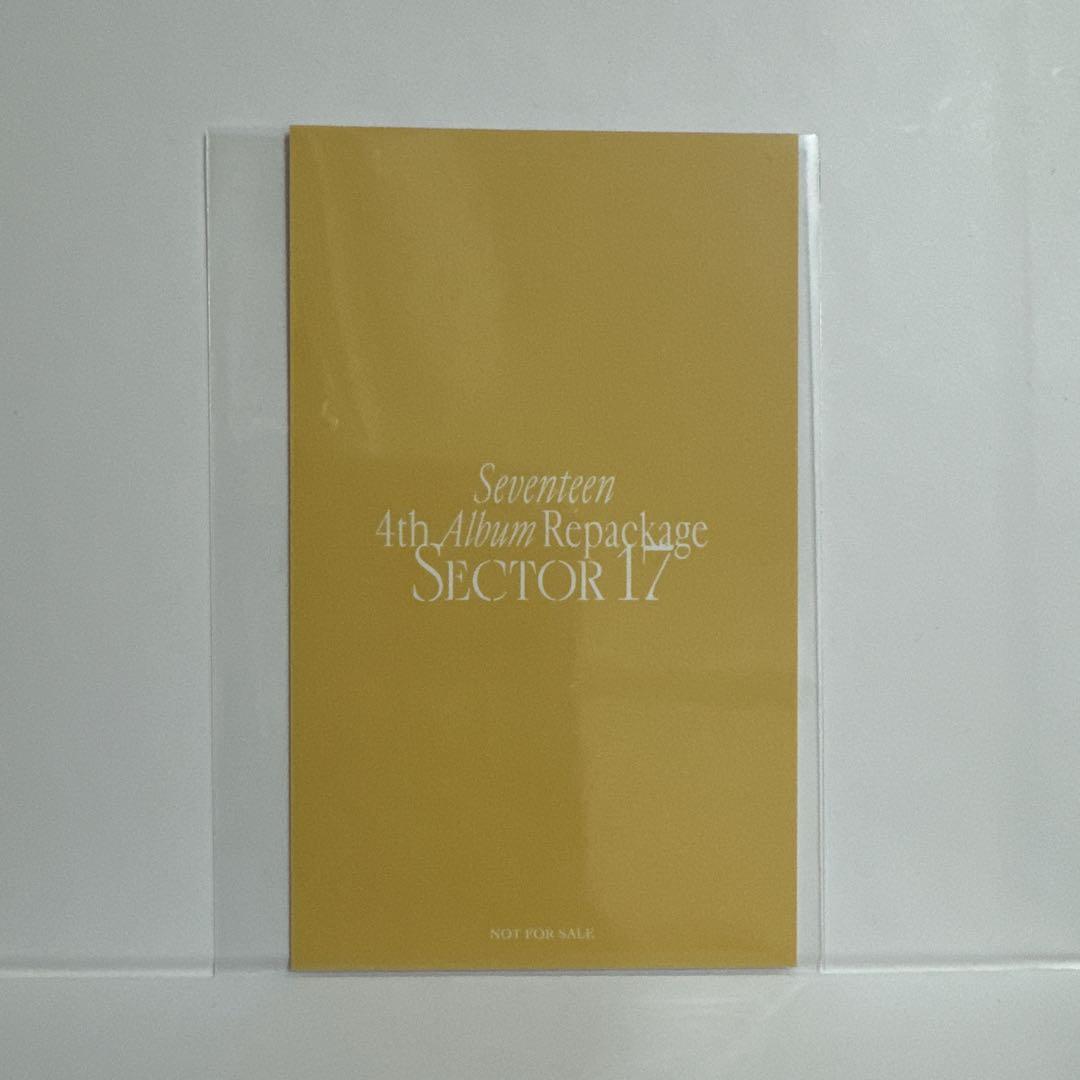 Seventeen
4th Album Repackage
SECTOR 17
NOT FOR SALE